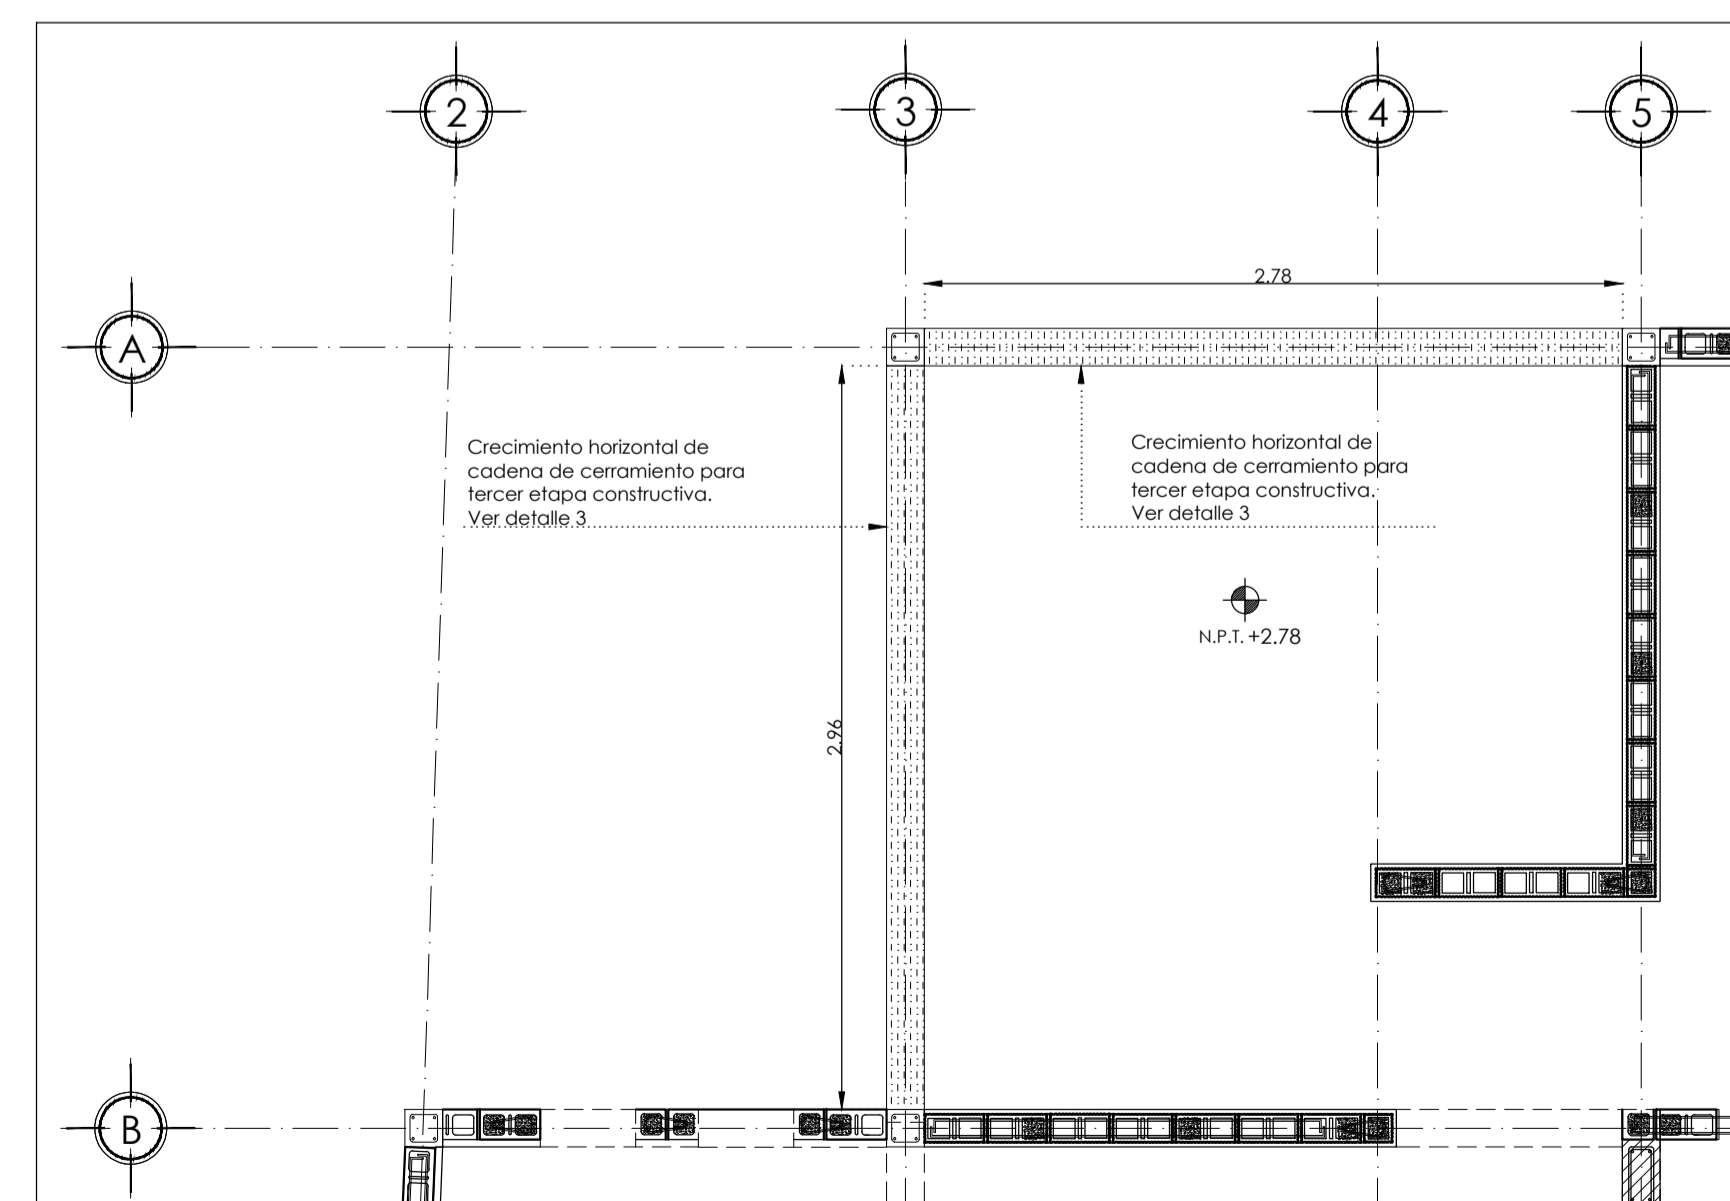 2
3
4
5
2.78
A
Crecimiento horizontal de
cadena de cerramiento para
tercer etapa constructiva.
Ver detalle 3
Crecimiento horizontal de
cadena de cerramiento para
tercer etapa constructiva.
Ver detalle 3
N.P.T. +2.78
2.96
B